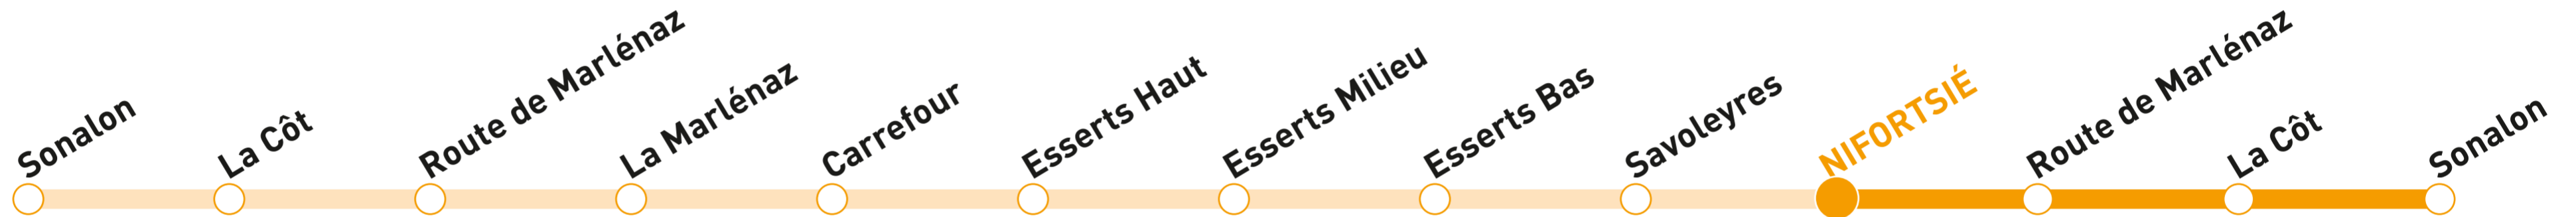 Sonalon
La Côt
Route de Marlénaz
La Marlénaz
Carrefour
Esserts Haut
Esserts Milieu
Esserts Bas
Savoleyres
NIFORTSIÉ
Route de Marlénaz
La Côt
Sonalon